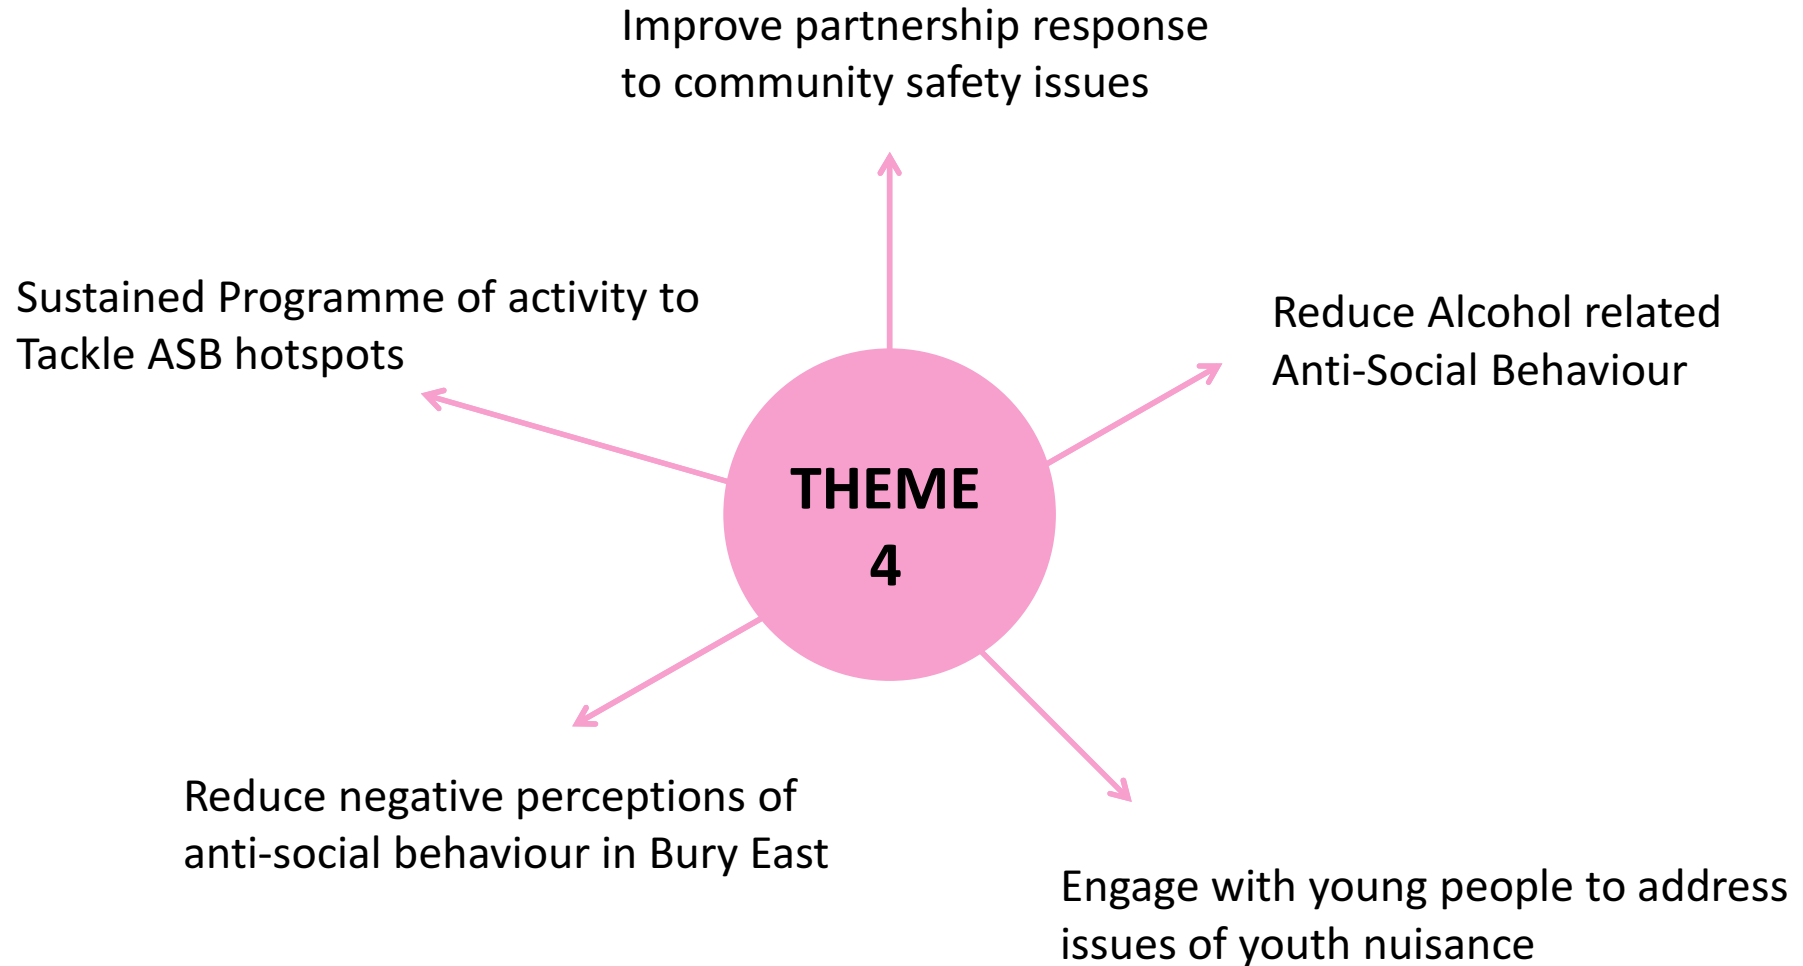 Improve partnership response
to community safety issues
Sustained Programme of activity to
Tackle ASB hotspots
Reduce Alcohol related
Anti-Social Behaviour
THEME
4
Reduce negative perceptions of
anti-social behaviour in Bury East
Engage with young people to address
issues of youth nuisance